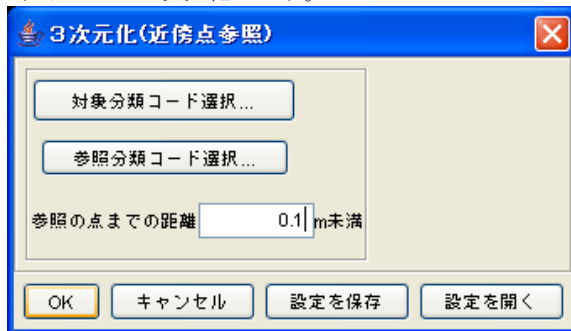 3次元化(近傍点参照)
対象分類コード選択...
参照分類コード選択...
参照の点までの距離 0.1 m未満
OK キャンセル 設定を保存 設定を開く